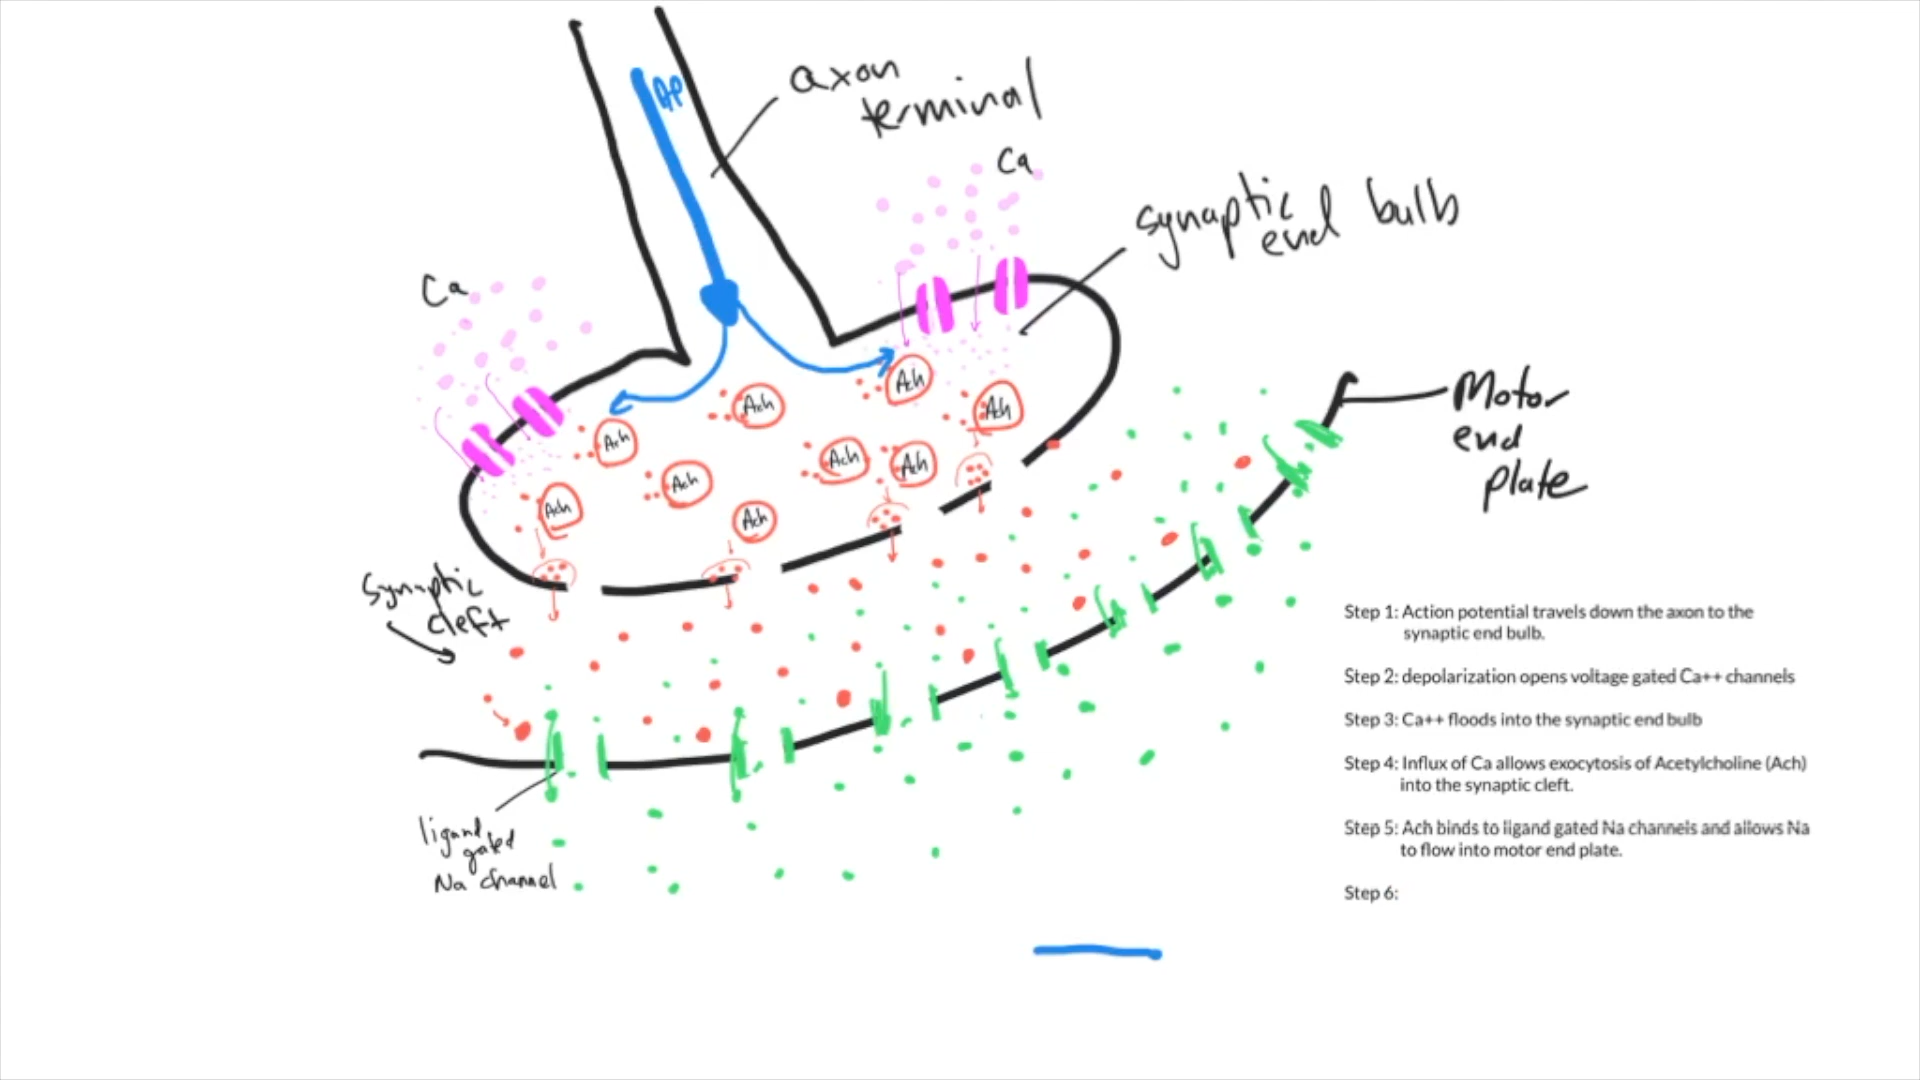 AP
axon
terminal
Ca
synaptic
end bulb
Ca
Ach
Ach
Ach
Ach
Ach
Ach
Ach
Ach
Ach
Ach
Motor
end
plate
synaptic
cleft
Step 1: Action potential travels down the axon to the
synaptic end bulb.
Step 2: depolarization opens voltage gated Ca++ channels
Step 3: Ca++ floods into the synaptic end bulb
Step 4: Influx of Ca allows exocytosis of Acetylcholine (Ach)
into the synaptic cleft.
Step 5: Ach binds to ligand gated Na channels and allows Na
to flow into motor end plate.
Step 6:
ligand
gated
Na channel